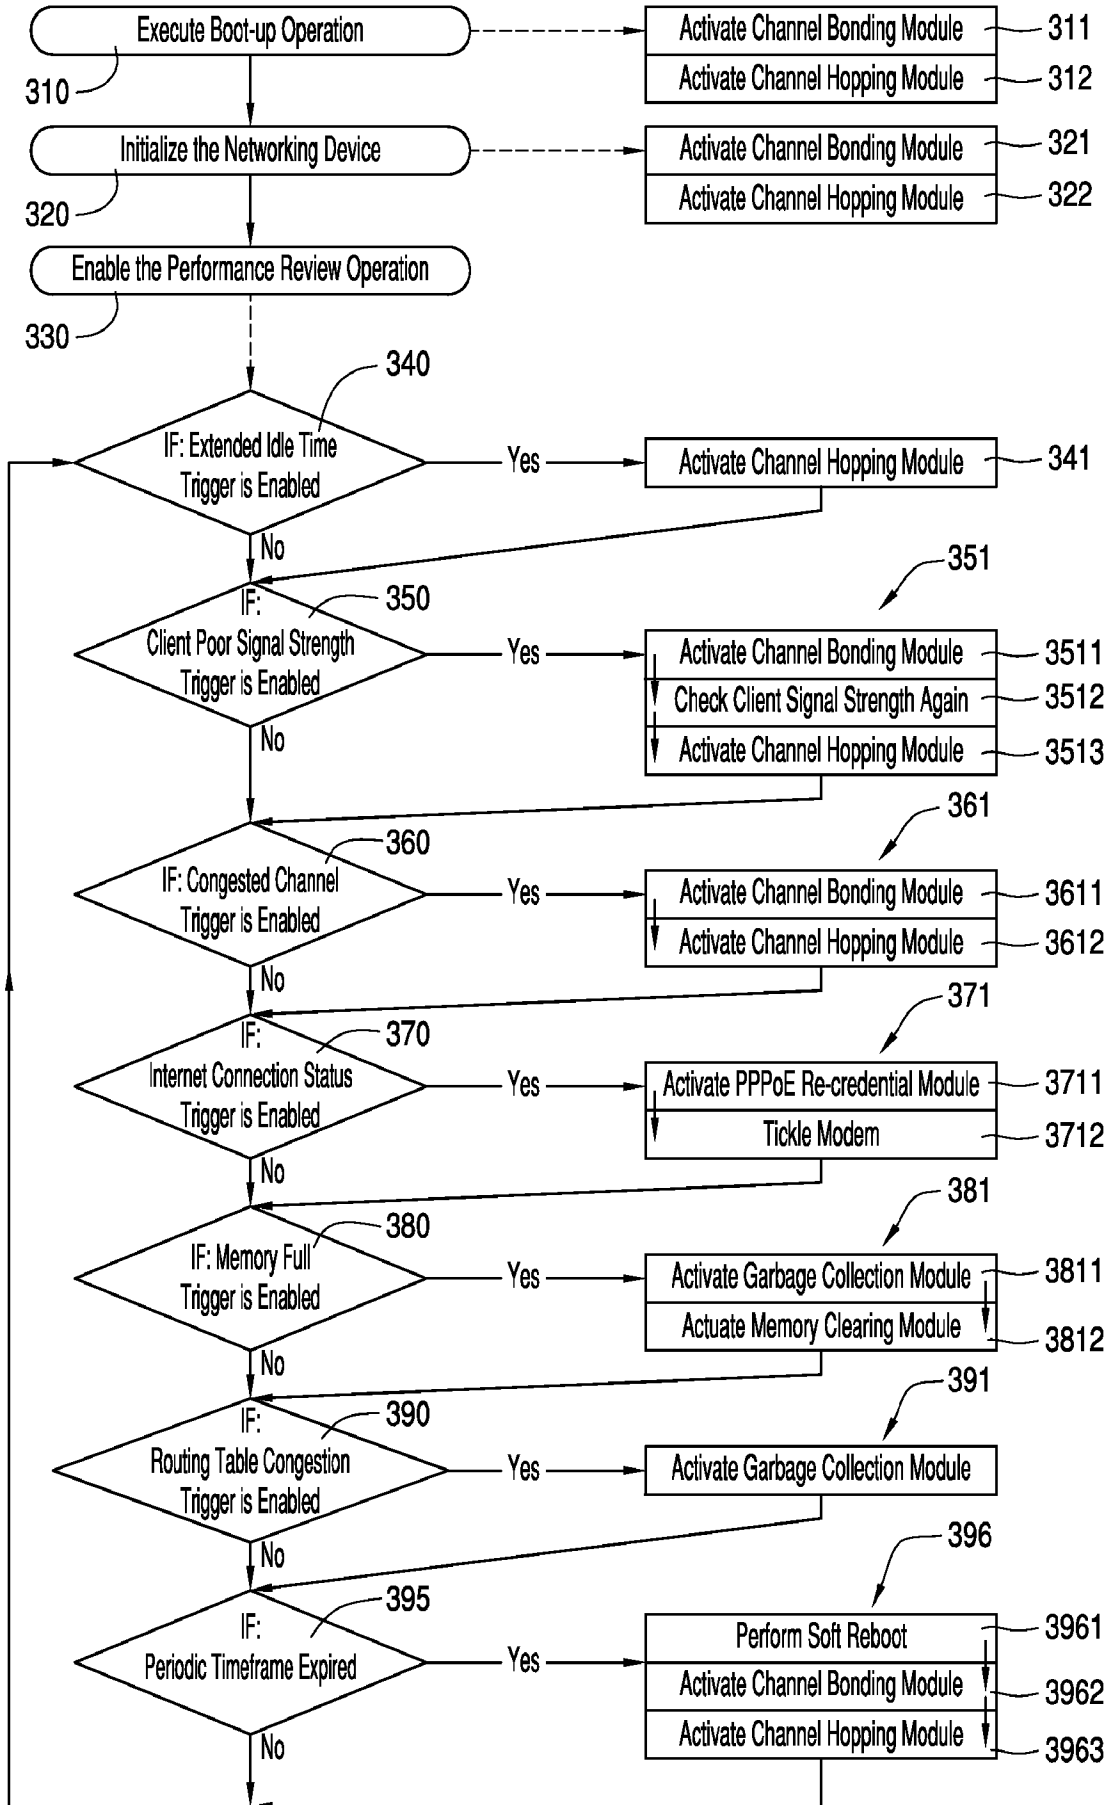 Execute Boot-up Operation
310
Activate Channel Bonding Module
311
Activate Channel Hopping Module
312
Initialize the Networking Device
320
Activate Channel Bonding Module
321
Activate Channel Hopping Module
322
Enable the Performance Review Operation
330
340
IF: Extended Idle Time
Trigger is Enabled
Yes
Activate Channel Hopping Module
341
No
350
IF:
Client Poor Signal Strength
Trigger is Enabled
Yes
351
Activate Channel Bonding Module
3511
Check Client Signal Strength Again
3512
Activate Channel Hopping Module
3513
No
360
IF: Congested Channel
Trigger is Enabled
Yes
361
Activate Channel Bonding Module
3611
Activate Channel Hopping Module
3612
No
370
IF:
Internet Connection Status
Trigger is Enabled
Yes
371
Activate PPPoE Re-credential Module
3711
Tickle Modem
3712
No
380
IF: Memory Full
Trigger is Enabled
Yes
381
Activate Garbage Collection Module
3811
Actuate Memory Clearing Module
3812
No
390
IF:
Routing Table Congestion
Trigger is Enabled
Yes
391
Activate Garbage Collection Module
No
395
IF:
Periodic Timeframe Expired
Yes
396
Perform Soft Reboot
3961
Activate Channel Bonding Module
3962
Activate Channel Hopping Module
3963
No